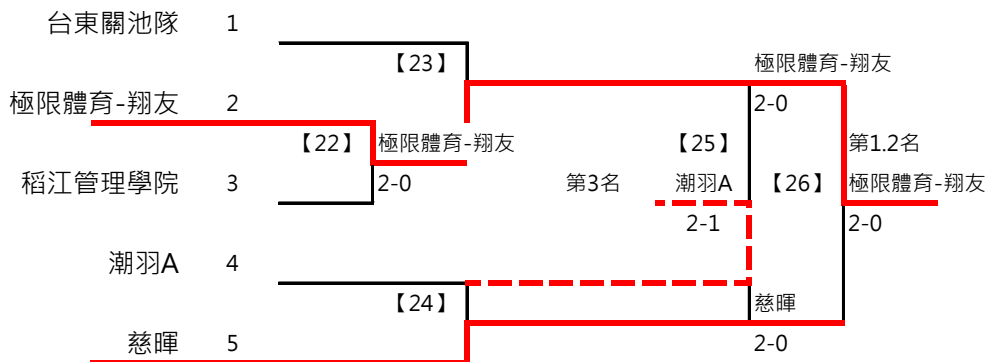 台東關池隊 1
【23】 極限體育-翔友
極限體育-翔友 2 2-0
【22】 極限體育-翔友 【25】 第1.2名
稻江管理學院 3 2-0 第3名 潮羽A 【26】 極限體育-翔友
2-1 2-0
潮羽A 4
【24】 慈暉
慈暉 5 2-0